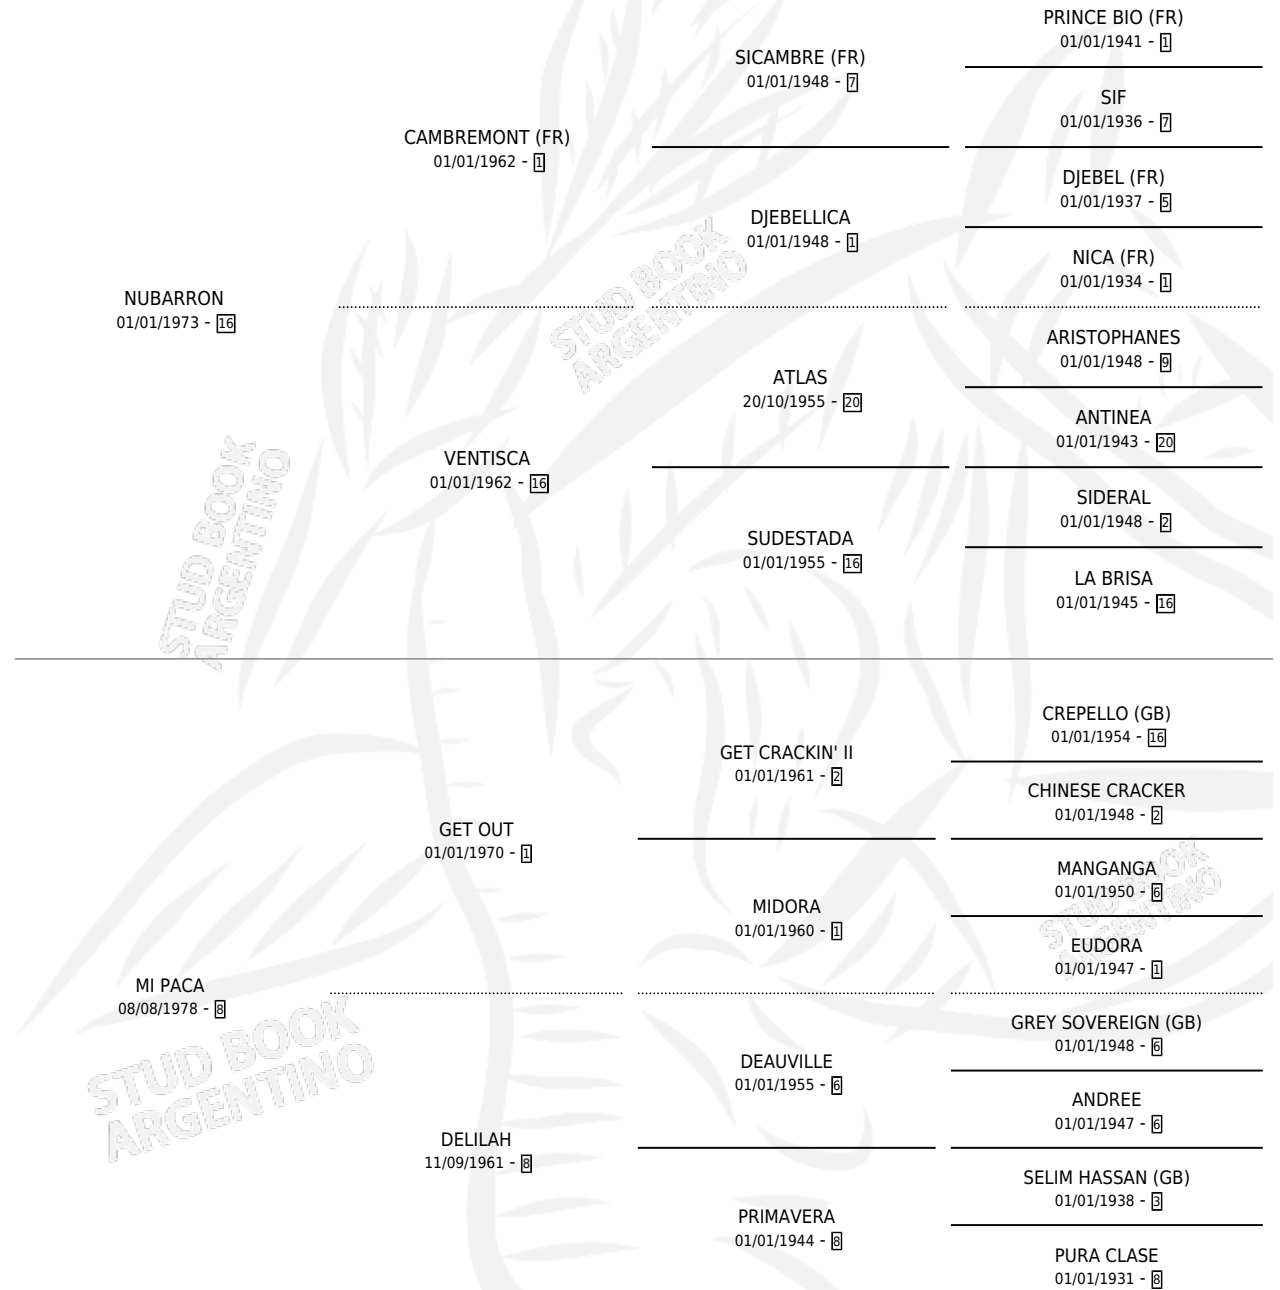 PRINCE BIO (FR)
01/01/1941 - 1
SICAMBRE (FR)
01/01/1948 - 7
SIF
01/01/1936 - 7
CAMBREMONT (FR)
01/01/1962 - 1
DJEBEL (FR)
01/01/1937 - 5
DJEBELLICA
01/01/1948 - 1
NICA (FR)
01/01/1934 - 1
NUBARRON
01/01/1973 - 16
STUD BOOK
ARGENTINO
ARISTOPHANES
01/01/1948 - 9
ATLAS
20/10/1955 - 20
ANTINEA
01/01/1943 - 20
VENTISCA
01/01/1962 - 16
SIDERAL
01/01/1948 - 2
SUDESTADA
01/01/1955 - 16
LA BRISA
01/01/1945 - 16
STUD BOOK
ARGENTINO
CREPELLO (GB)
01/01/1954 - 16
GET CRACKIN' II
01/01/1961 - 2
CHINESE CRACKER
01/01/1948 - 2
GET OUT
01/01/1970 - 1
MANGANGA
01/01/1950 - 6
MIDORA
01/01/1960 - 1
EUDORA
01/01/1947 - 1
STUD BOOK
ARGENTINO
MI PACA
08/08/1978 - 8
STUD BOOK
ARGENTINO
GREY SOVEREIGN (GB)
01/01/1948 - 6
DEAUVILLE
01/01/1955 - 6
ANDREE
01/01/1947 - 6
DELILAH
11/09/1961 - 8
SELIM HASSAN (GB)
01/01/1938 - 3
PRIMAVERA
01/01/1944 - 8
PURA CLASE
01/01/1931 - 8